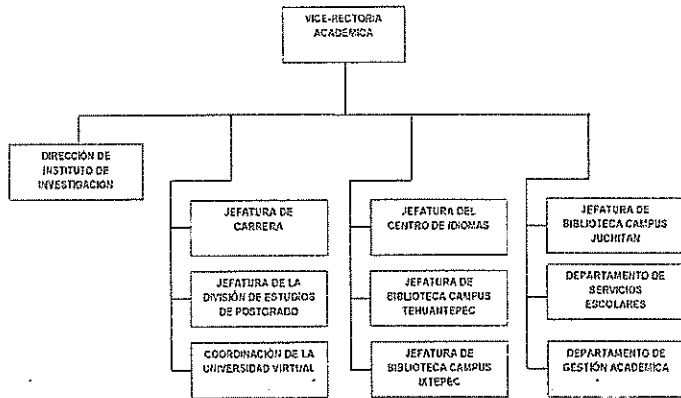 VICE-RECTORIA
ACADEMICA
DIRECCIÓN DE
INSTITUTO DE
INVESTIGACION
JEFATURA DE
CARRERA
JEFATURA DEL
CENTRO DE IDIOMAS
JEFATURA DE
BIBLIOTECA CAMPUS
JUCHITAN
JEFATURA DE LA
DIVISIÓN DE ESTUDIOS
DE POSTGRADO
JEFATURA DE
BIBLIOTECA CAMPUS
TEHUANTEPEC
DEPARTAMENTO DE
SERVICIOS
ESCOLARES
COORDINACIÓN DE LA
UNIVERSIDAD VIRTUAL
JEFATURA DE
BIBLIOTECA CAMPUS
IXTEPEC
DEPARTAMENTO DE
GESTIÓN ACADEMICA